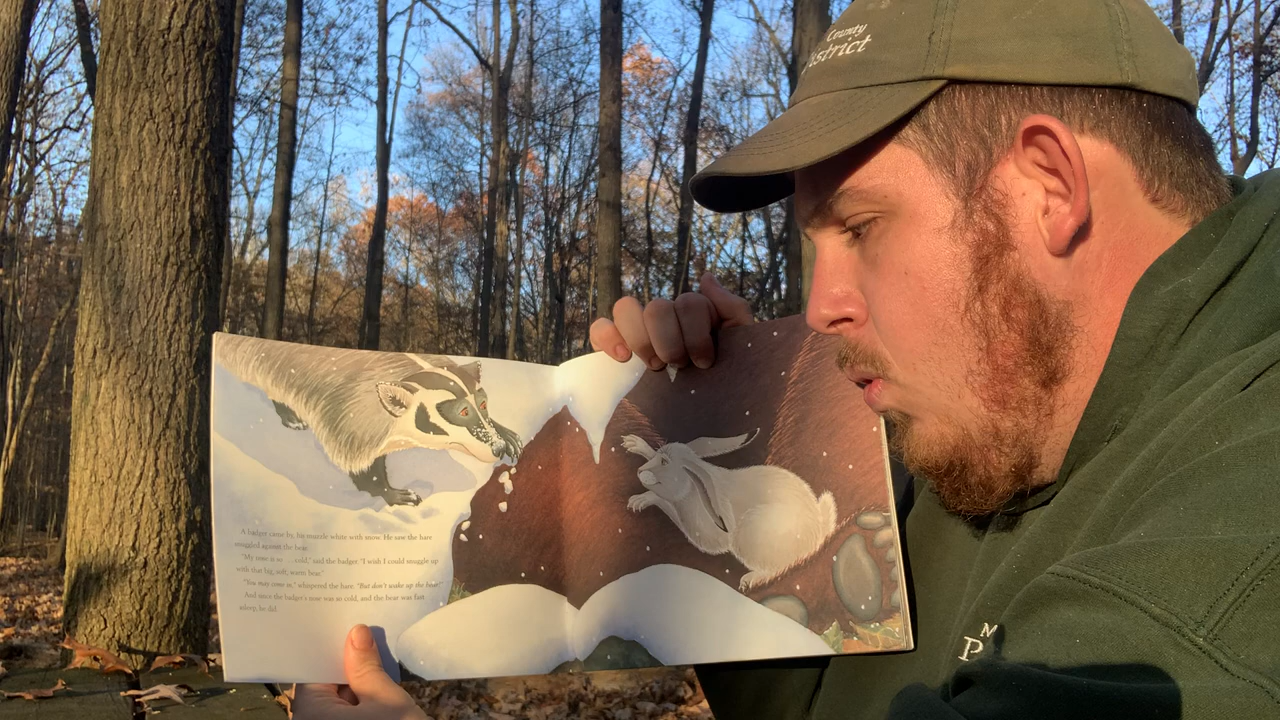 County
District
A badger came by, his muzzle white with snow. He saw the hare
snuggled against the bear.
"My nose is so . . . cold," said the badger. "I wish I could snuggle up
with that big, soft, warm bear."
"You may come in," whispered the hare. "But don't wake up the bear!"
And since the badger's nose was so cold, and the bear was fast
asleep, he did.
M
P